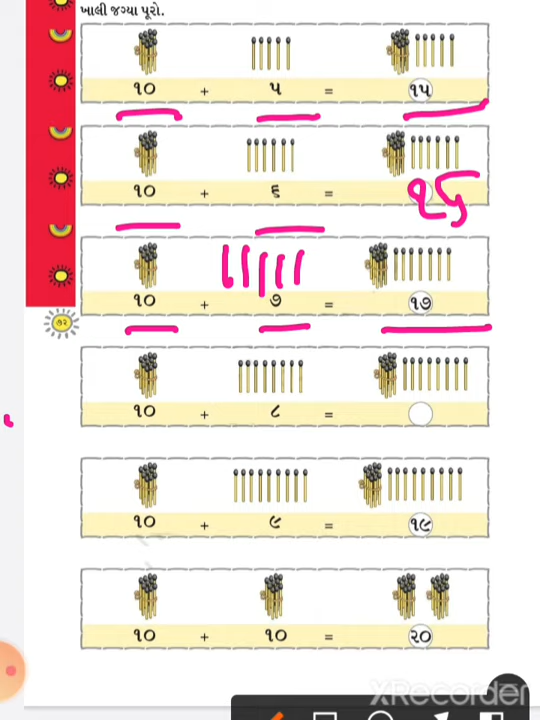 ખાલી જગ્યા પૂરો.
૧૦ + ૫ = ૧૫
૧૦ + ૬ = ૧૬
૧૦ + ૭ = ૧૭
૭૨
૧૦ + ૮ =
૧૦ + ૯ = ૧૯
૧૦ + ૧૦ = ૨૦
XRecorder